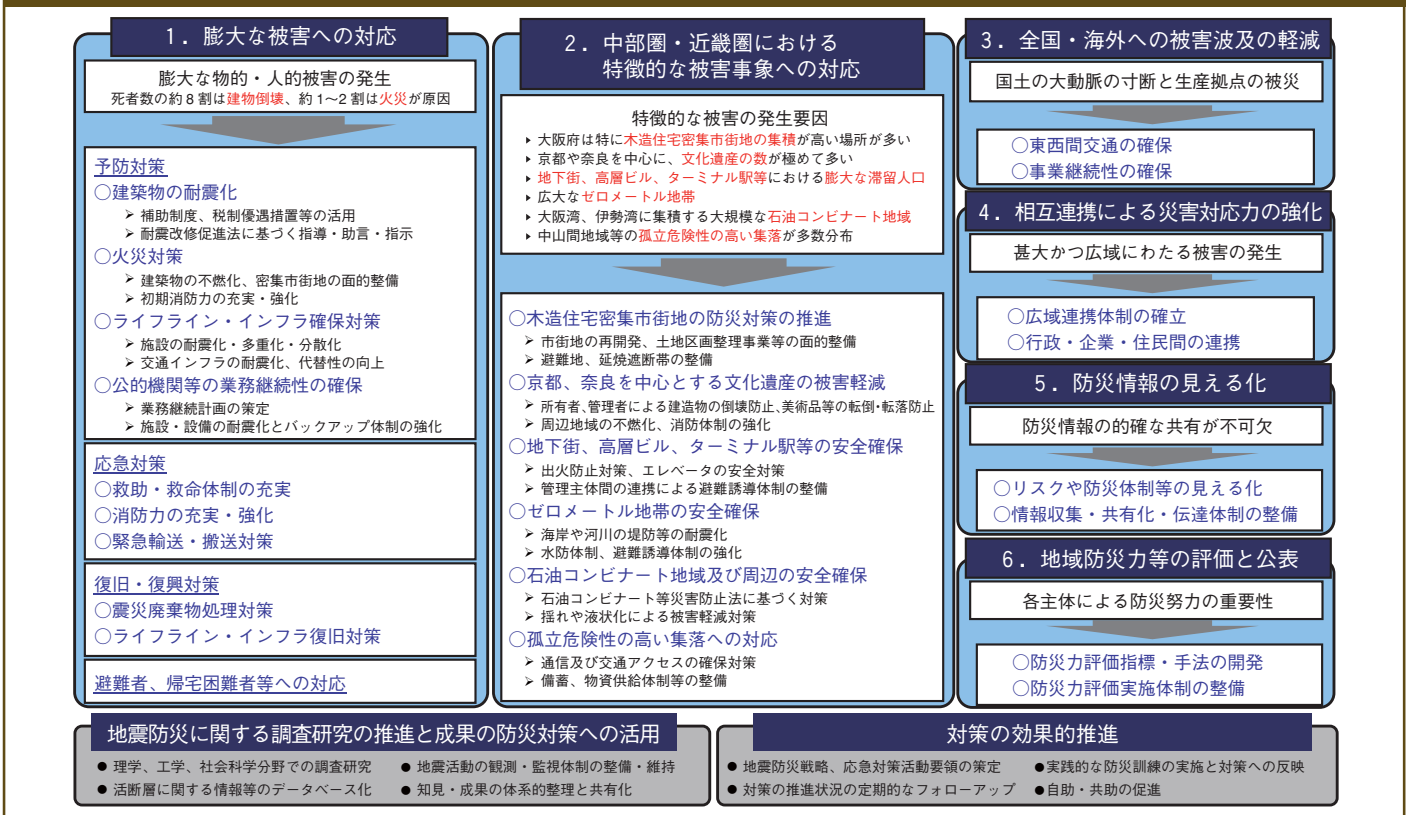 1．膨大な被害への対応
膨大な物的・人的被害の発生
死者数の約８割は建物倒壊、約１～２割は火災が原因
予防対策
○建築物の耐震化
➢ 補助制度、税制優遇措置等の活用
➢ 耐震改修促進法に基づく指導・助言・指示
○火災対策
➢ 建築物の不燃化、密集市街地の面的整備
➢ 初期消防力の充実・強化
○ライフライン・インフラ確保対策
➢ 施設の耐震化・多重化・分散化
➢ 交通インフラの耐震化、代替性の向上
○公的機関等の業務継続性の確保
➢ 業務継続計画の策定
➢ 施設・設備の耐震化とバックアップ体制の強化
応急対策
○救助・救命体制の充実
○消防力の充実・強化
○緊急輸送・搬送対策
復旧・復興対策
○震災廃棄物処理対策
○ライフライン・インフラ復旧対策
避難者、帰宅困難者等への対応
2．中部圏・近畿圏における
特徴的な被害事象への対応
特徴的な被害の発生要因
▸ 大阪府は特に木造住宅密集市街地の集積が高い場所が多い
▸ 京都や奈良を中心に、文化遺産の数が極めて多い
▸ 地下街、高層ビル、ターミナル駅等における膨大な滞留人口
▸ 広大なゼロメートル地帯
▸ 大阪湾、伊勢湾に集積する大規模な石油コンビナート地域
▸ 中山間地域等の孤立危険性の高い集落が多数分布
○木造住宅密集市街地の防災対策の推進
➢ 市街地の再開発、土地区画整理事業等の面的整備
➢ 避難地、延焼遮断帯の整備
○京都、奈良を中心とする文化遺産の被害軽減
➢ 所有者、管理者による建造物の倒壊防止、美術品等の転倒・転落防止
➢ 周辺地域の不燃化、消防体制の強化
○地下街、高層ビル、ターミナル駅等の安全確保
➢ 出火防止対策、エレベータの安全対策
➢ 管理主体間の連携による避難誘導体制の整備
○ゼロメートル地帯の安全確保
➢ 海岸や河川の堤防等の耐震化
➢ 水防体制、避難誘導体制の強化
○石油コンビナート地域及び周辺の安全確保
➢ 石油コンビナート等災害防止法に基づく対策
➢ 揺れや液状化による被害軽減対策
○孤立危険性の高い集落への対応
➢ 通信及び交通アクセスの確保対策
➢ 備蓄、物資供給体制等の整備
3．全国・海外への被害波及の軽減
国土の大動脈の寸断と生産拠点の被災
○東西間交通の確保
○事業継続性の確保
4．相互連携による災害対応力の強化
甚大かつ広域にわたる被害の発生
○広域連携体制の確立
○行政・企業・住民間の連携
5．防災情報の見える化
防災情報の的確な共有が不可欠
○リスクや防災体制等の見える化
○情報収集・共有化・伝達体制の整備
6．地域防災力等の評価と公表
各主体による防災努力の重要性
○防災力評価指標・手法の開発
○防災力評価実施体制の整備
地震防災に関する調査研究の推進と成果の防災対策への活用
● 理学、工学、社会科学分野での調査研究 ● 地震活動の観測・監視体制の整備・維持
● 活断層に関する情報等のデータベース化 ● 知見・成果の体系的整理と共有化
対策の効果的推進
● 地震防災戦略、応急対策活動要領の策定 ●実践的な防災訓練の実施と対策への反映
● 対策の推進状況の定期的なフォローアップ ●自助・共助の促進